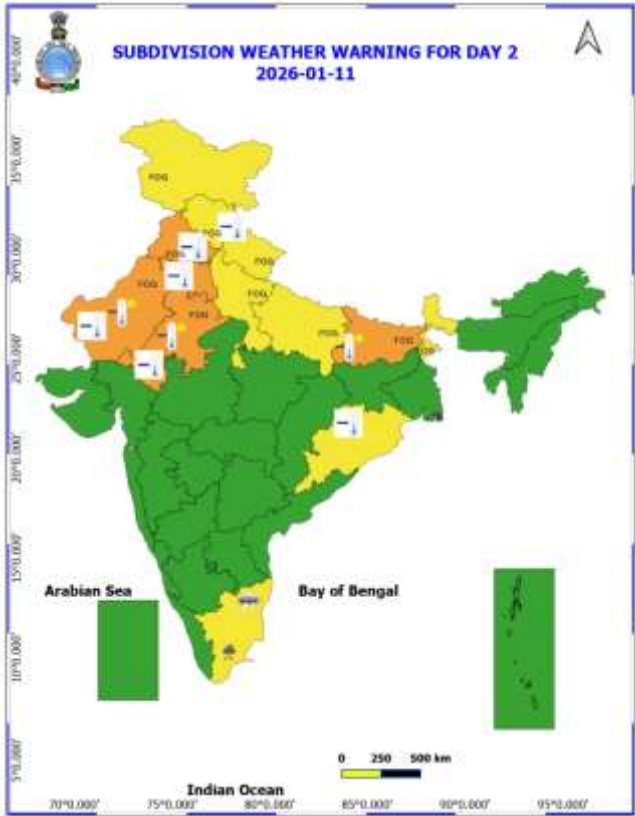 SUBDIVISION WEATHER WARNING FOR DAY 2
2026-01-11
40°0.000'
35°0.000'
30°0.000'
25°0.000'
20°0.000'
15°0.000'
10°0.000'
5°0.000'
FOG
FOG
FOG
FOG
FOG
FOG
FOG
FOG
FOG
Arabian Sea
Bay of Bengal
0 250 500 km
Indian Ocean
70°0.000' 75°0.000' 80°0.000' 85°0.000' 90°0.000' 95°0.000'